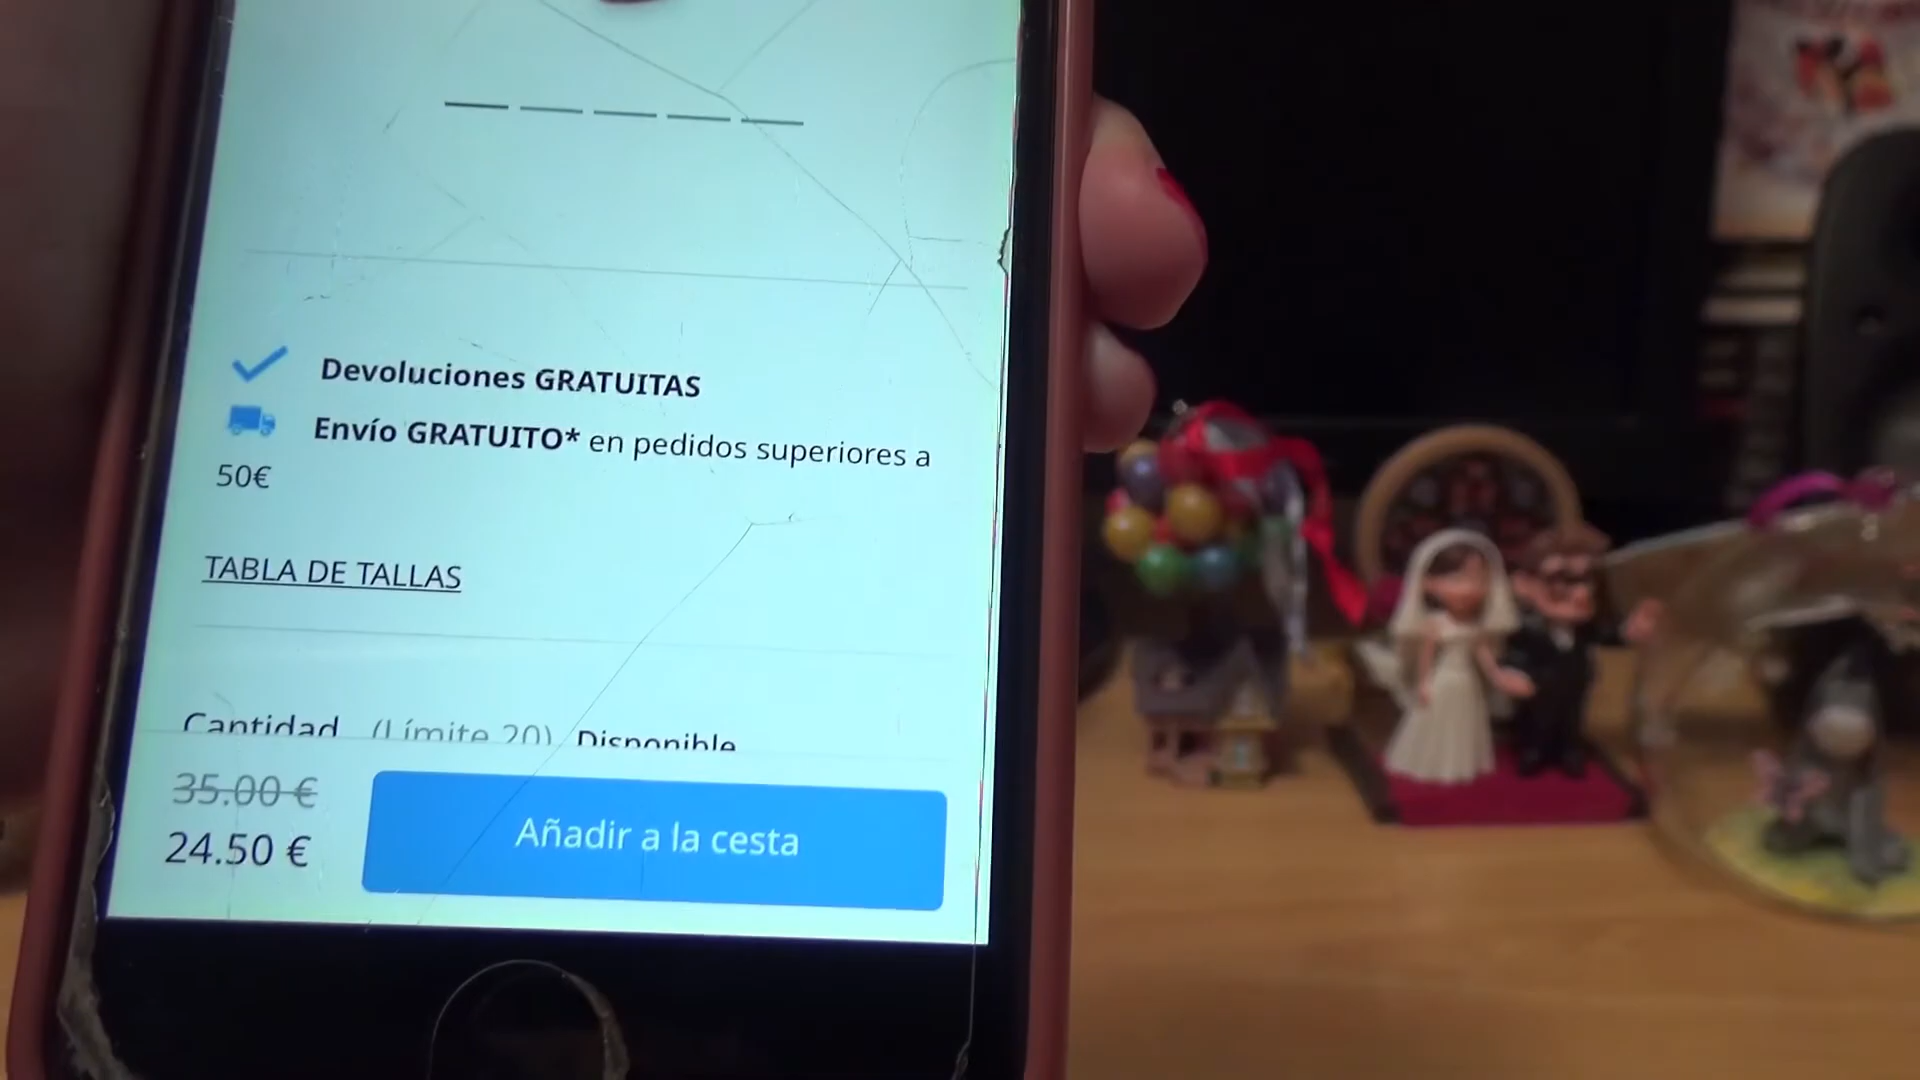 Devoluciones GRATUITAS
Envío GRATUITO* en pedidos superiores a
50€
TABLA DE TALLAS
Cantidad (Límite 20) Disponible
35.00 €
24.50 €
Añadir a la cesta